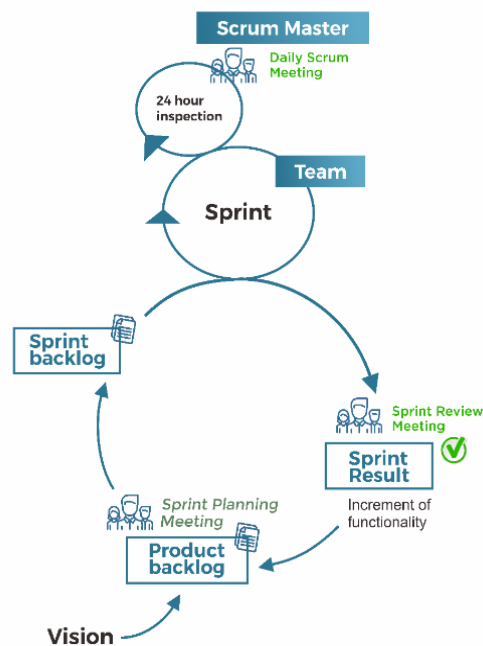 Scrum Master
Daily Scrum
Meeting
24 hour
inspection
Team
Sprint
Sprint
backlog
Sprint Review
Meeting
Sprint
Result
Increment of
functionality
Sprint Planning
Meeting
Product
backlog
Vision